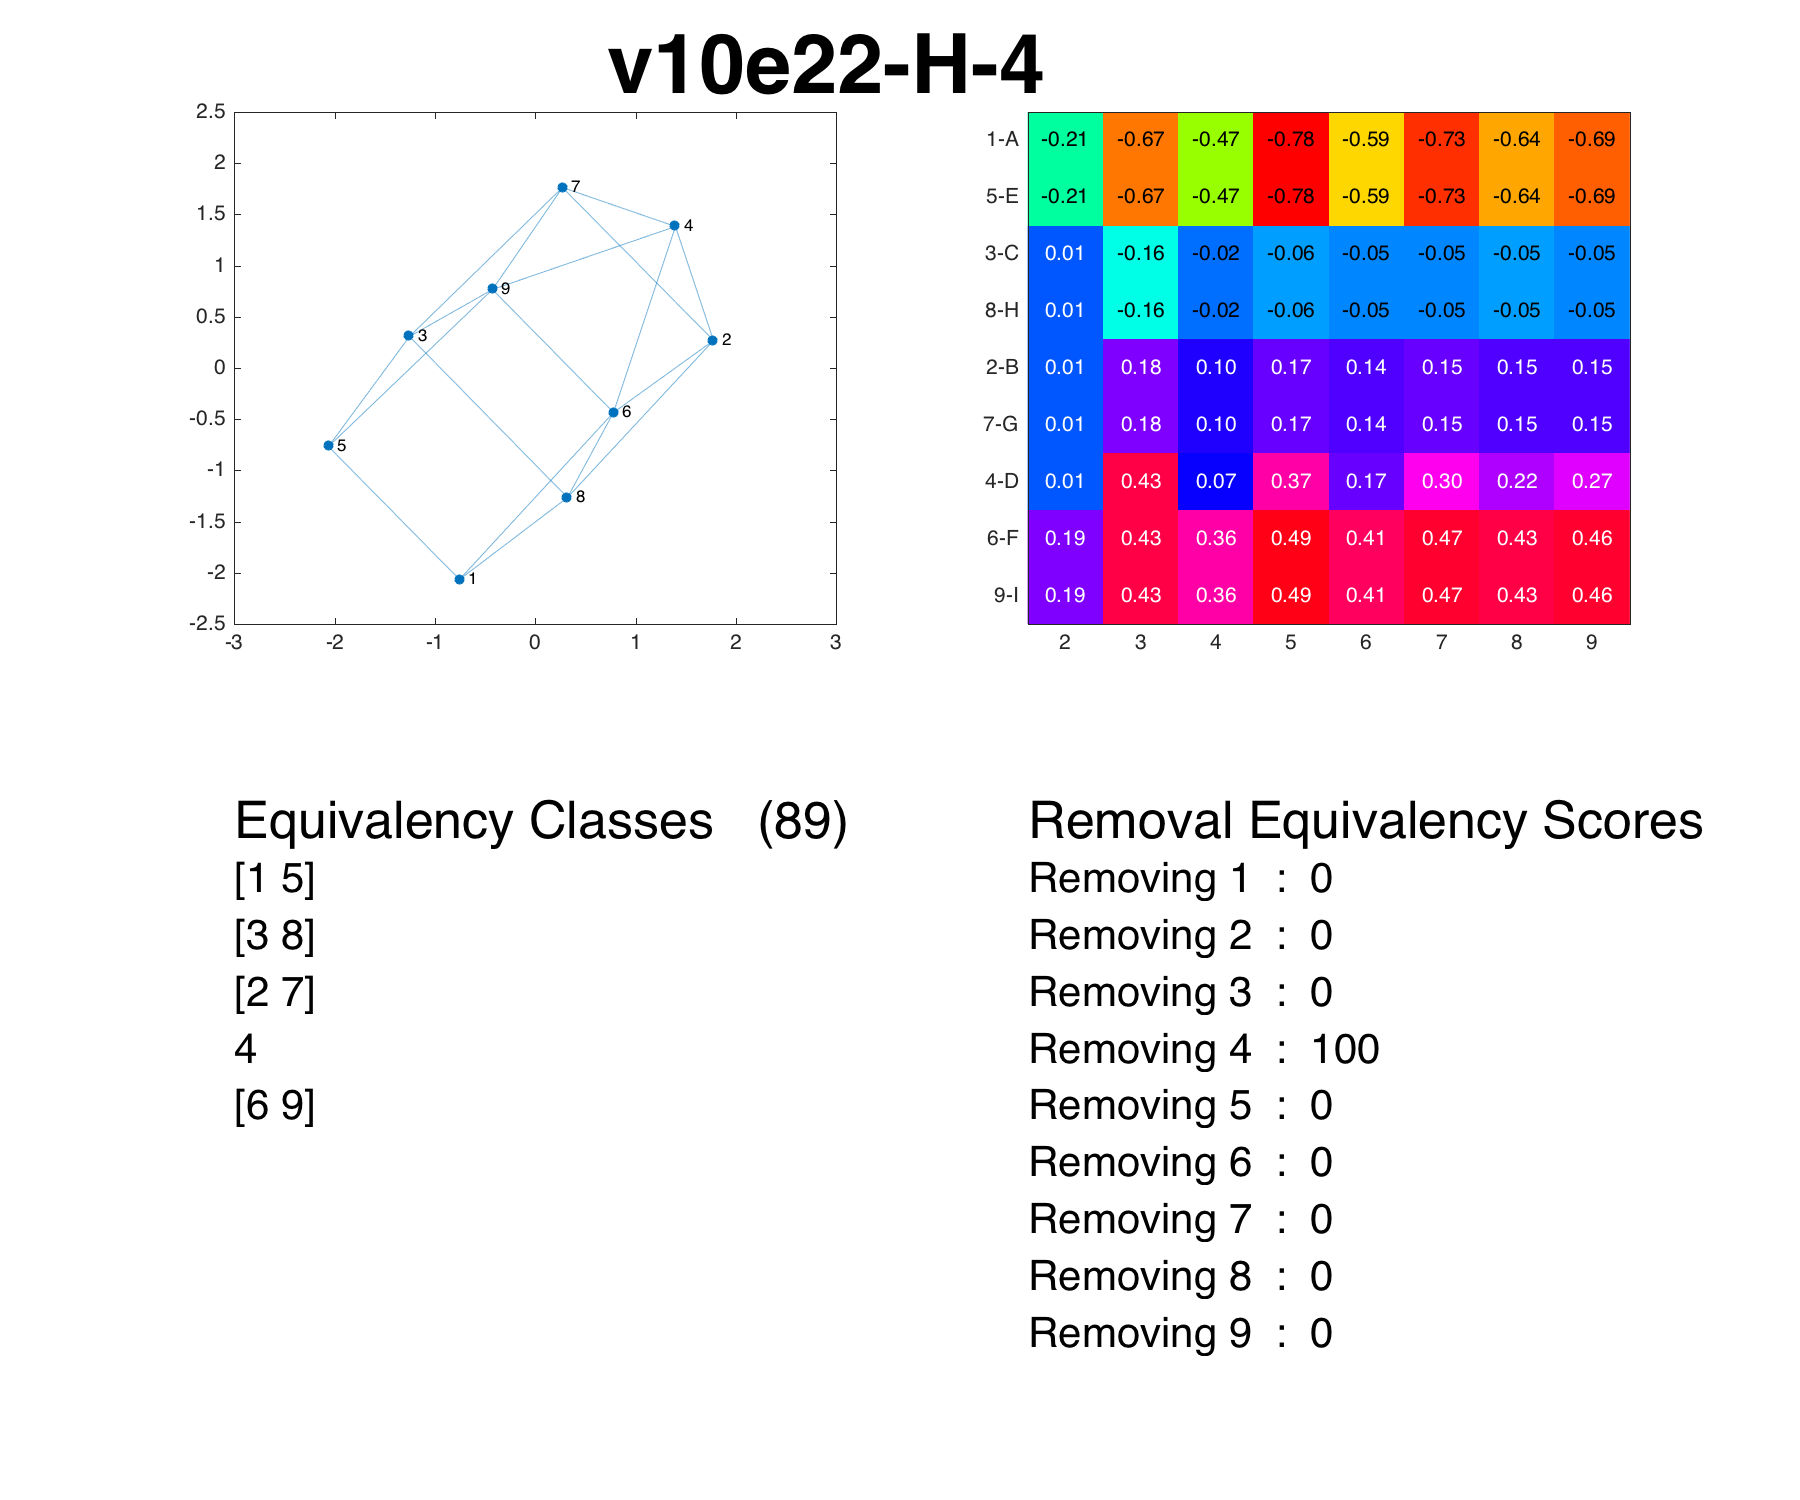 v10e22-H-4
2.5
2
1.5
1
0.5
0
-0.5
-1
-1.5
-2
-2.5
-3 -2 -1 0 1 2 3
7
4
9
3
2
6
5
8
1
1-A -0.21 -0.67 -0.47 -0.78 -0.59 -0.73 -0.64 -0.69
5-E -0.21 -0.67 -0.47 -0.78 -0.59 -0.73 -0.64 -0.69
3-C 0.01 -0.16 -0.02 -0.06 -0.05 -0.05 -0.05 -0.05
8-H 0.01 -0.16 -0.02 -0.06 -0.05 -0.05 -0.05 -0.05
2-B 0.01 0.18 0.10 0.17 0.14 0.15 0.15 0.15
7-G 0.01 0.18 0.10 0.17 0.14 0.15 0.15 0.15
4-D 0.01 0.43 0.07 0.37 0.17 0.30 0.22 0.27
6-F 0.19 0.43 0.36 0.49 0.41 0.47 0.43 0.46
9-I 0.19 0.43 0.36 0.49 0.41 0.47 0.43 0.46
2 3 4 5 6 7 8 9
Equivalency Classes (89)
[1 5]
[3 8]
[2 7]
4
[6 9]
Removal Equivalency Scores
Removing 1 : 0
Removing 2 : 0
Removing 3 : 0
Removing 4 : 100
Removing 5 : 0
Removing 6 : 0
Removing 7 : 0
Removing 8 : 0
Removing 9 : 0